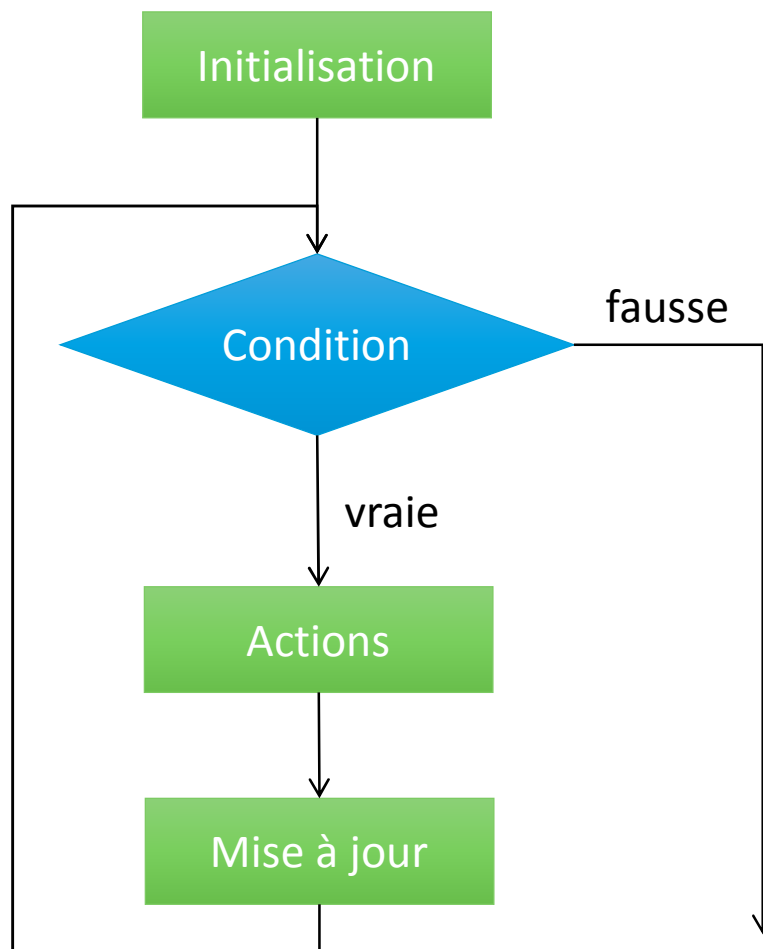 Initialisation
fausse
Condition
vraie
Actions
Mise à jour